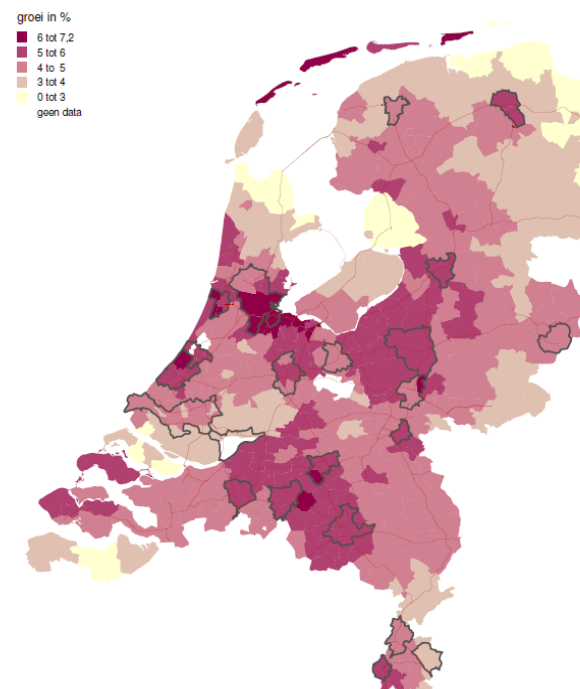 groei in %
6 tot 7,2
5 tot 6
4 to 5
3 tot 4
0 tot 3
geen data